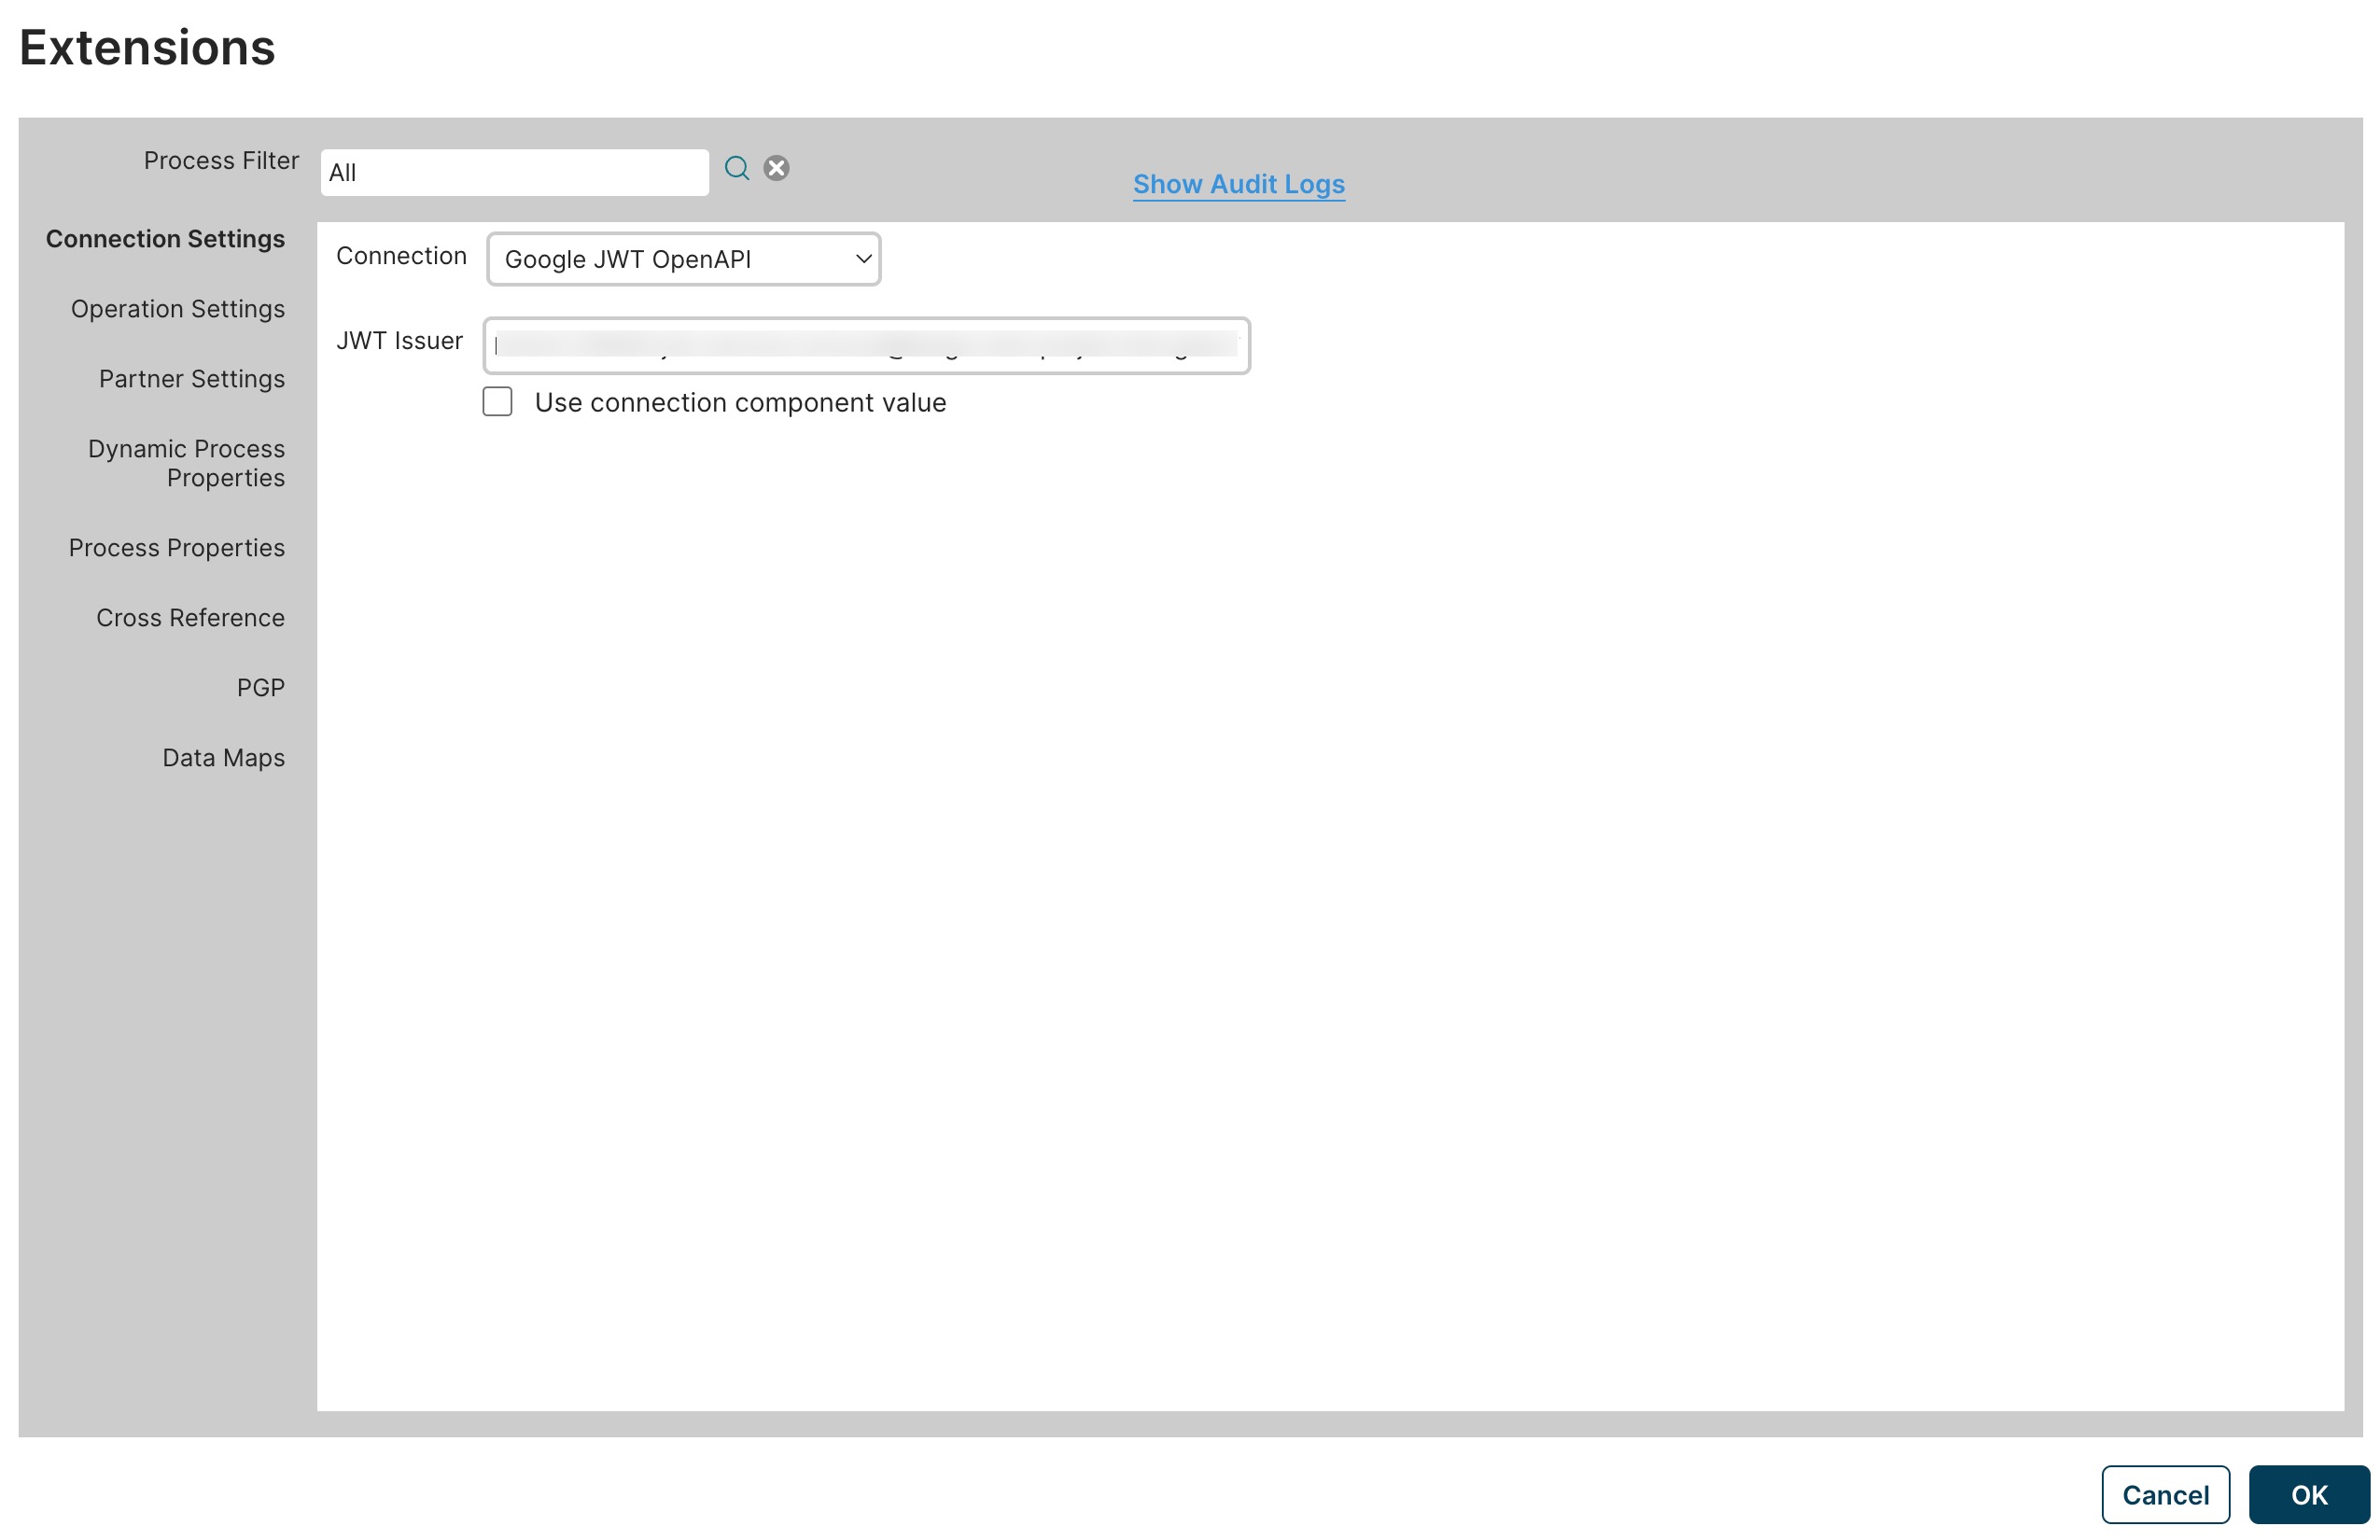 Extensions
Process Filter
All
Show Audit Logs
Connection Settings
Operation Settings
Partner Settings
Dynamic Process
Properties
Process Properties
Cross Reference
PGP
Data Maps
Connection
Google JWT OpenAPI
JWT Issuer
Use connection component value
Cancel
OK